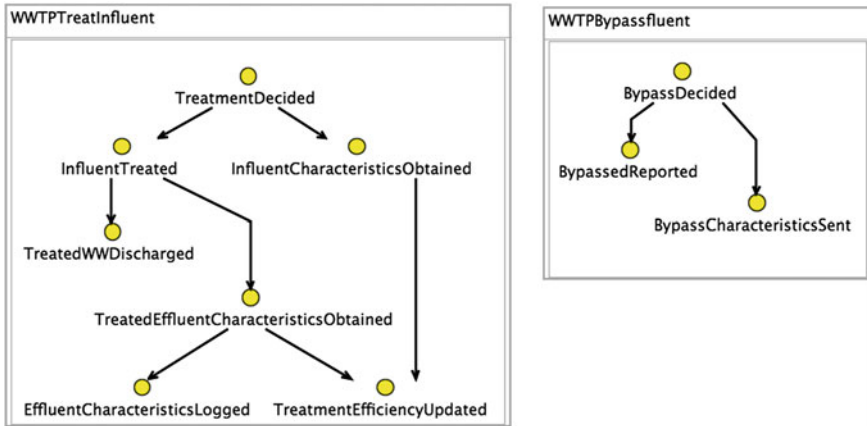 WWTPTreatInfluent
TreatmentDecided
InfluentTreated
InfluentCharacteristicsObtained
TreatedWWDischarged
TreatedEffluentCharacteristicsObtained
EffluentCharacteristicsLogged
TreatmentEfficiencyUpdated
WWTPBypassfluent
BypassDecided
BypassedReported
BypassCharacteristicsSent